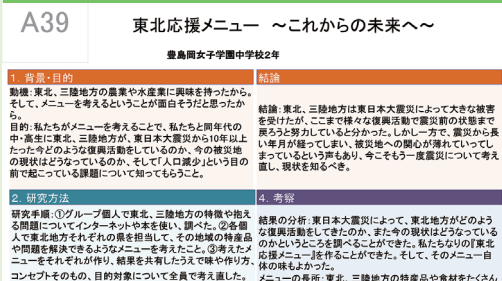 A39
東北応援メニュー ～これからの未来へ～
豊島岡女子学園中学校2年
1. 背景・目的
動機：東北、三陸地方の農業や水産業に興味を持ったから。
そして、メニューを考えるということが面白そうだと思ったか
ら。
目的：私たちがメニューを考えることで、私たちと同年代の
中・高生に東北、三陸地方が、東日本大震災から10年以上
たった今どのような復興活動をしているのか、今の被災地
の現状はどうなっているのか、そして「人口減少」という目の
前で起こっている課題について知ってもらうこと。
結論
結論：東北、三陸地方は東日本大震災によって大きな被害
を受けたが、ここまで様々な復興活動で震災前の状態まで
戻ろうと努力していると分かった。しかし一方で、震災から長
い年月が経ってしまい、被災地への関心が薄れていってし
まっているという声もあり、今こそもう一度震災について考え
直し、現状を知るべき。
2. 研究方法
研究手順：①グループ個人で東北、三陸地方の特徴や抱え
る問題についてインターネットや本を使い、調べた。②各個
人で東北地方それぞれの県を担当して、その地域の特産品
や問題を解決できるようなメニューを考えたこと。③考えたメ
ニューをそれぞれが作り、結果を共有したうえで味や作り方、
コンセプトそのもの、目的対象について全員で考え直した。
4. 考察
結果の分析：東日本大震災によって、東北地方がどのよう
な復興活動をしてきたのか、また今の現状はどうなっている
のかというところを調べることができた。私たちなりの『東北
応援メニュー』を作ることができた。そして、そのメニュー自
体の味もよかった。
メニューの長所：東北、三陸地方の特産品や食材をたくさん